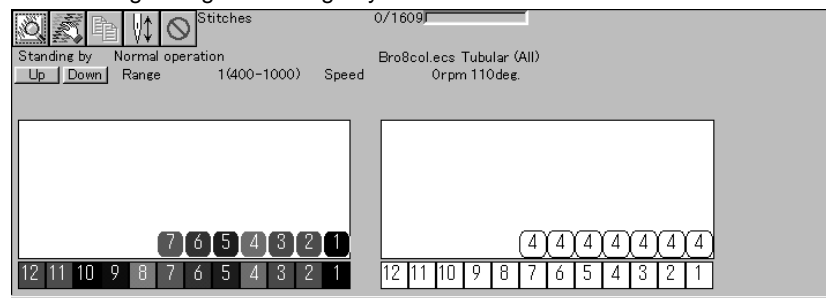 Stitches 0/1609
Standing by Normal operation Bro8col.ecs Tubular (All)
Up Down Range 1(400-1000) Speed 0rpm 110deg.
7 6 5 4 3 2 1 4 4 4 4 4 4 4
12 11 10 9 8 7 6 5 4 3 2 1 12 11 10 9 8 7 6 5 4 3 2 1